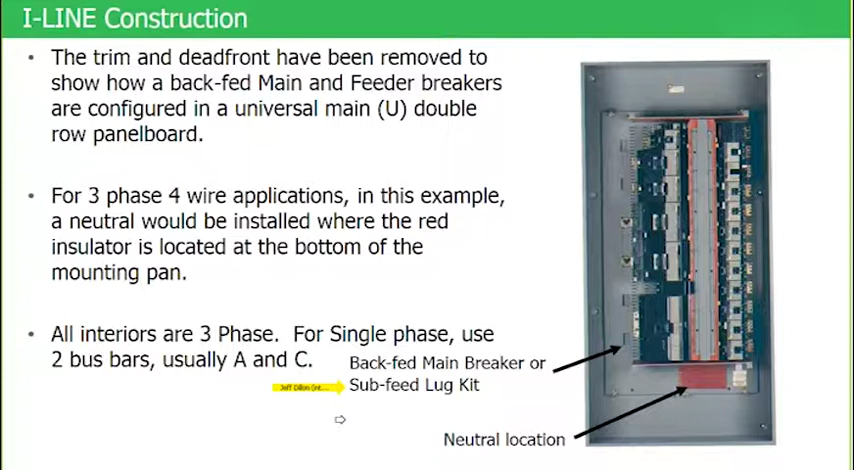 I-LINE Construction
• The trim and deadfront have been removed to
show how a back-fed Main and Feeder breakers
are configured in a universal main (U) double
row panelboard.
• For 3 phase 4 wire applications, in this example,
a neutral would be installed where the red
insulator is located at the bottom of the
mounting pan.
• All interiors are 3 Phase. For Single phase, use
2 bus bars, usually A and C.
Back-fed Main Breaker or
Jeff Dillon (int...
Sub-feed Lug Kit
Neutral location